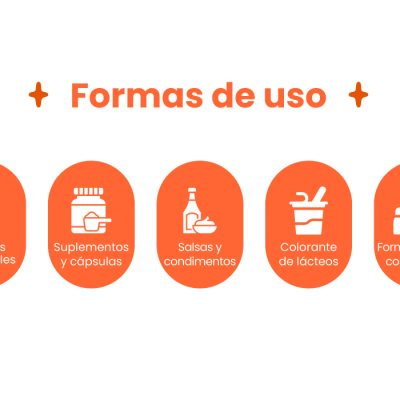 Formas de uso
Suplementos
y cápsulas
Salsas y
condimentos
Colorante
de lácteos